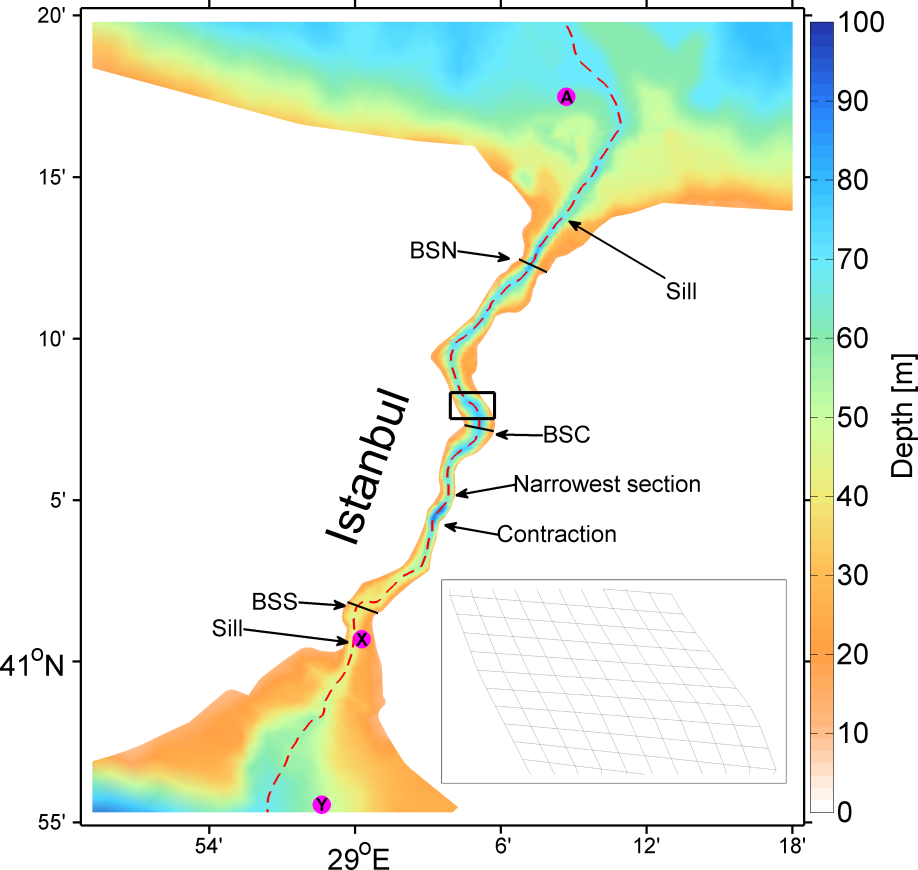 20'
15'
10'
5'
41°N
55'
54'
29°E
6'
12'
18'
A
BSN
Sill
BSC
Istanbul
Narrowest section
Contraction
BSS
Sill
X
Y
100
90
80
70
60
50
40
30
20
10
0
Depth [m]